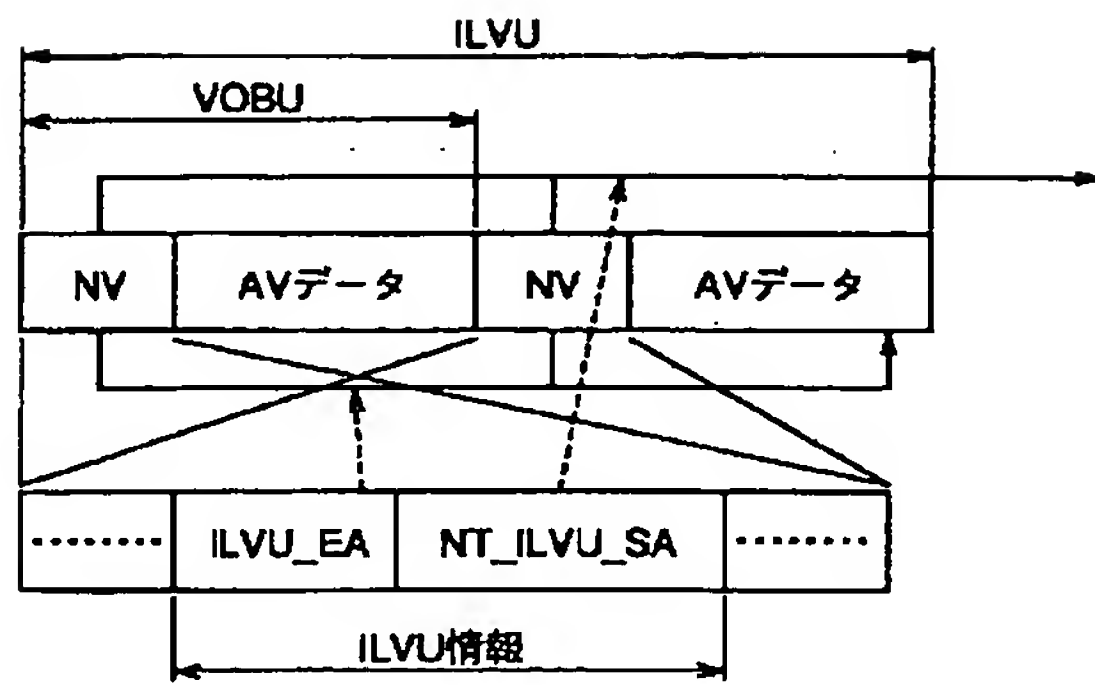 ILVU
VOBU
NV AVデータ NV AVデータ
ILVU_EA NT_ILVU_SA
ILVU情報